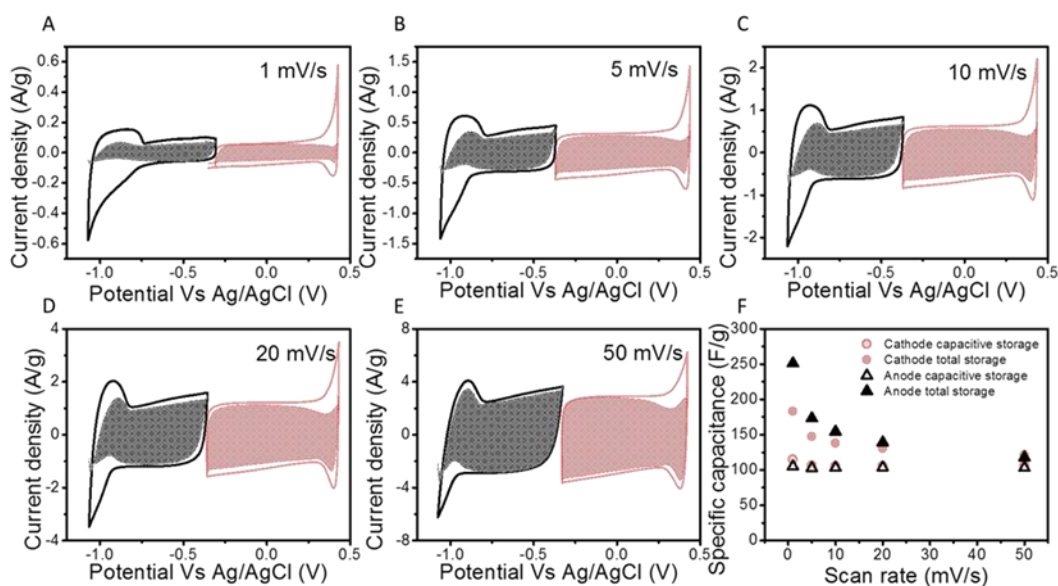 A
B
C
Current density (A/g)
0.8
0.6
0.4
0.2
0.0
-0.2
-0.4
-0.6
1 mV/s
-1.0
-0.5
0.0
0.5
Potential Vs Ag/AgCl (V)
Current density (A/g)
1.5
1.0
0.5
0.0
-0.5
-1.0
-1.5
5 mV/s
-1.0
-0.5
0.0
0.5
Potential Vs Ag/AgCl (V)
Current density (A/g)
2
1
0
-1
-2
10 mV/s
-1.0
-0.5
0.0
0.5
Potential Vs Ag/AgCl (V)
D
E
F
Current density (A/g)
4
2
0
-2
-4
20 mV/s
-1.0
-0.5
0.0
0.5
Potential Vs Ag/AgCl (V)
Current density (A/g)
8
4
0
-4
-8
50 mV/s
-1.0
-0.5
0.0
0.5
Potential Vs Ag/AgCl (V)
Specific capacitance (F/g)
300
250
200
150
100
50
0
Cathode capacitive storage
Cathode total storage
Anode capacitive storage
Anode total storage
0
10
20
30
40
50
Scan rate (mV/s)